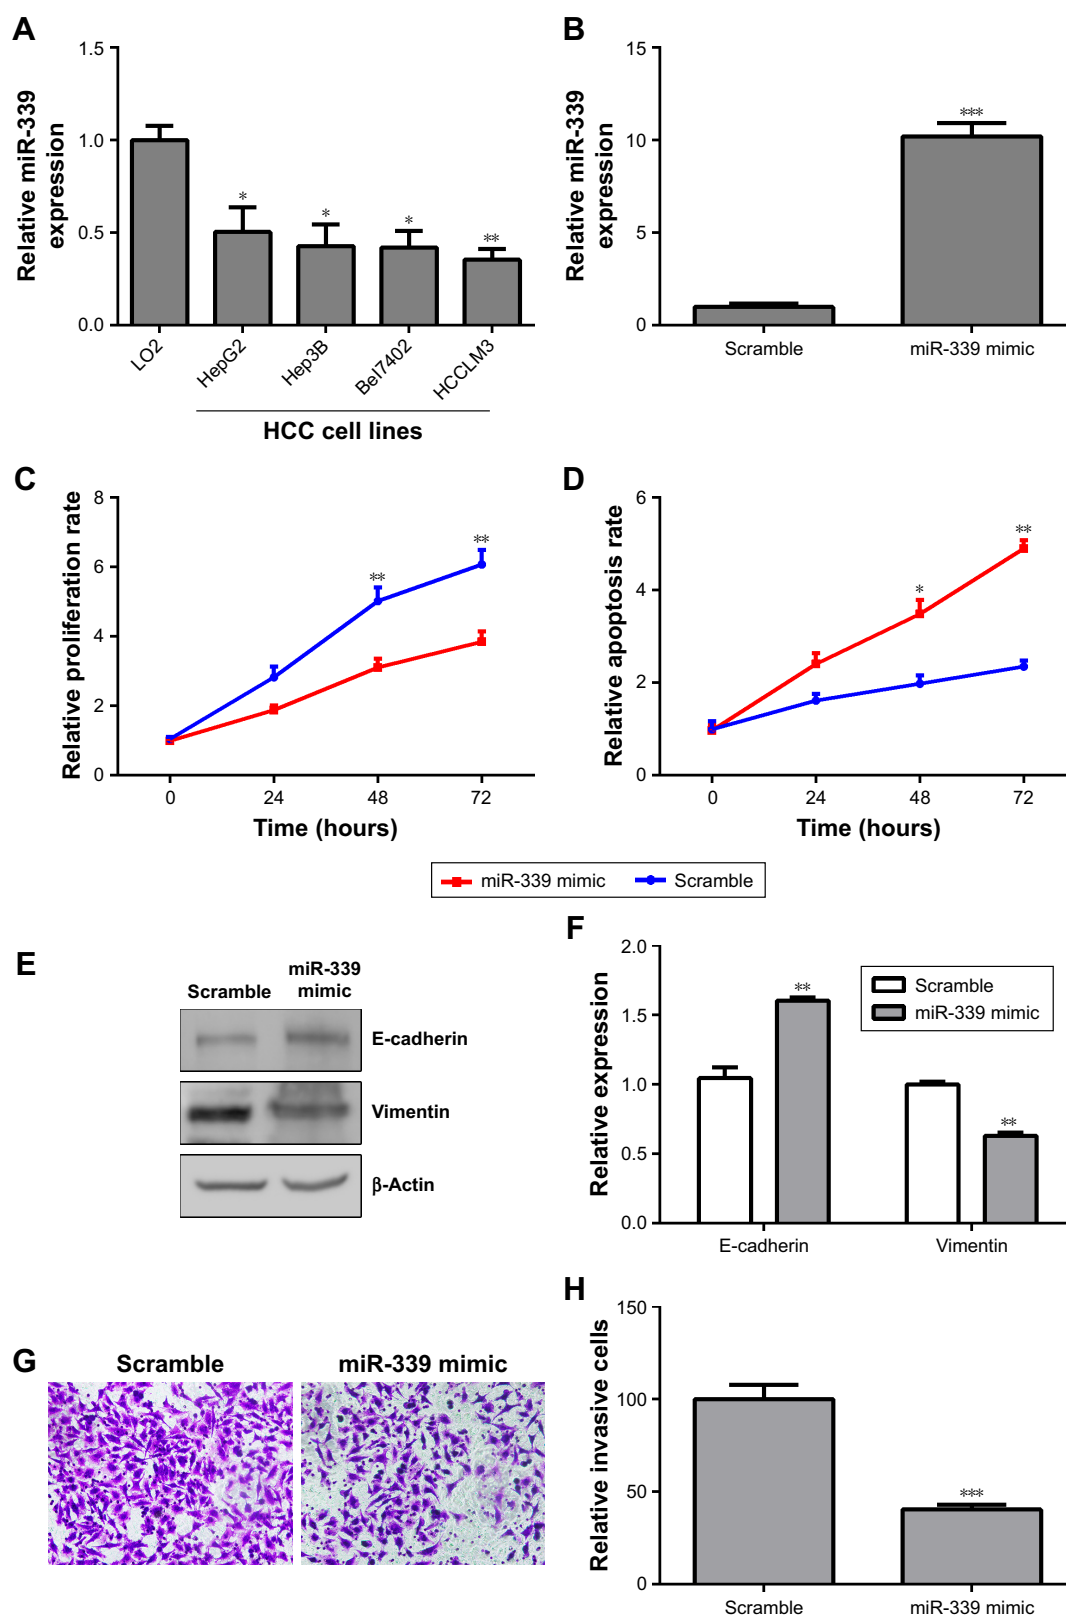 A
Relative miR-339
expression
1.5
1.0
0.5
0.0
*
*
*
**
LO2
HepG2
Hep3B
Bel7402
HCCLM3
HCC cell lines
B
Relative miR-339
expression
15
10
5
0
***
Scramble
miR-339 mimic
C
Relative proliferation rate
8
6
4
2
0
**
**
0
24
48
72
Time (hours)
D
Relative apoptosis rate
6
4
2
0
*
**
0
24
48
72
Time (hours)
miR-339 mimic
Scramble
E
Scramble
miR-339
mimic
E-cadherin
Vimentin
β-Actin
F
Relative expression
2.0
1.5
1.0
0.5
0.0
**
**
Scramble
miR-339 mimic
E-cadherin
Vimentin
G
Scramble
miR-339 mimic
H
Relative invasive cells
150
100
50
0
***
Scramble
miR-339 mimic